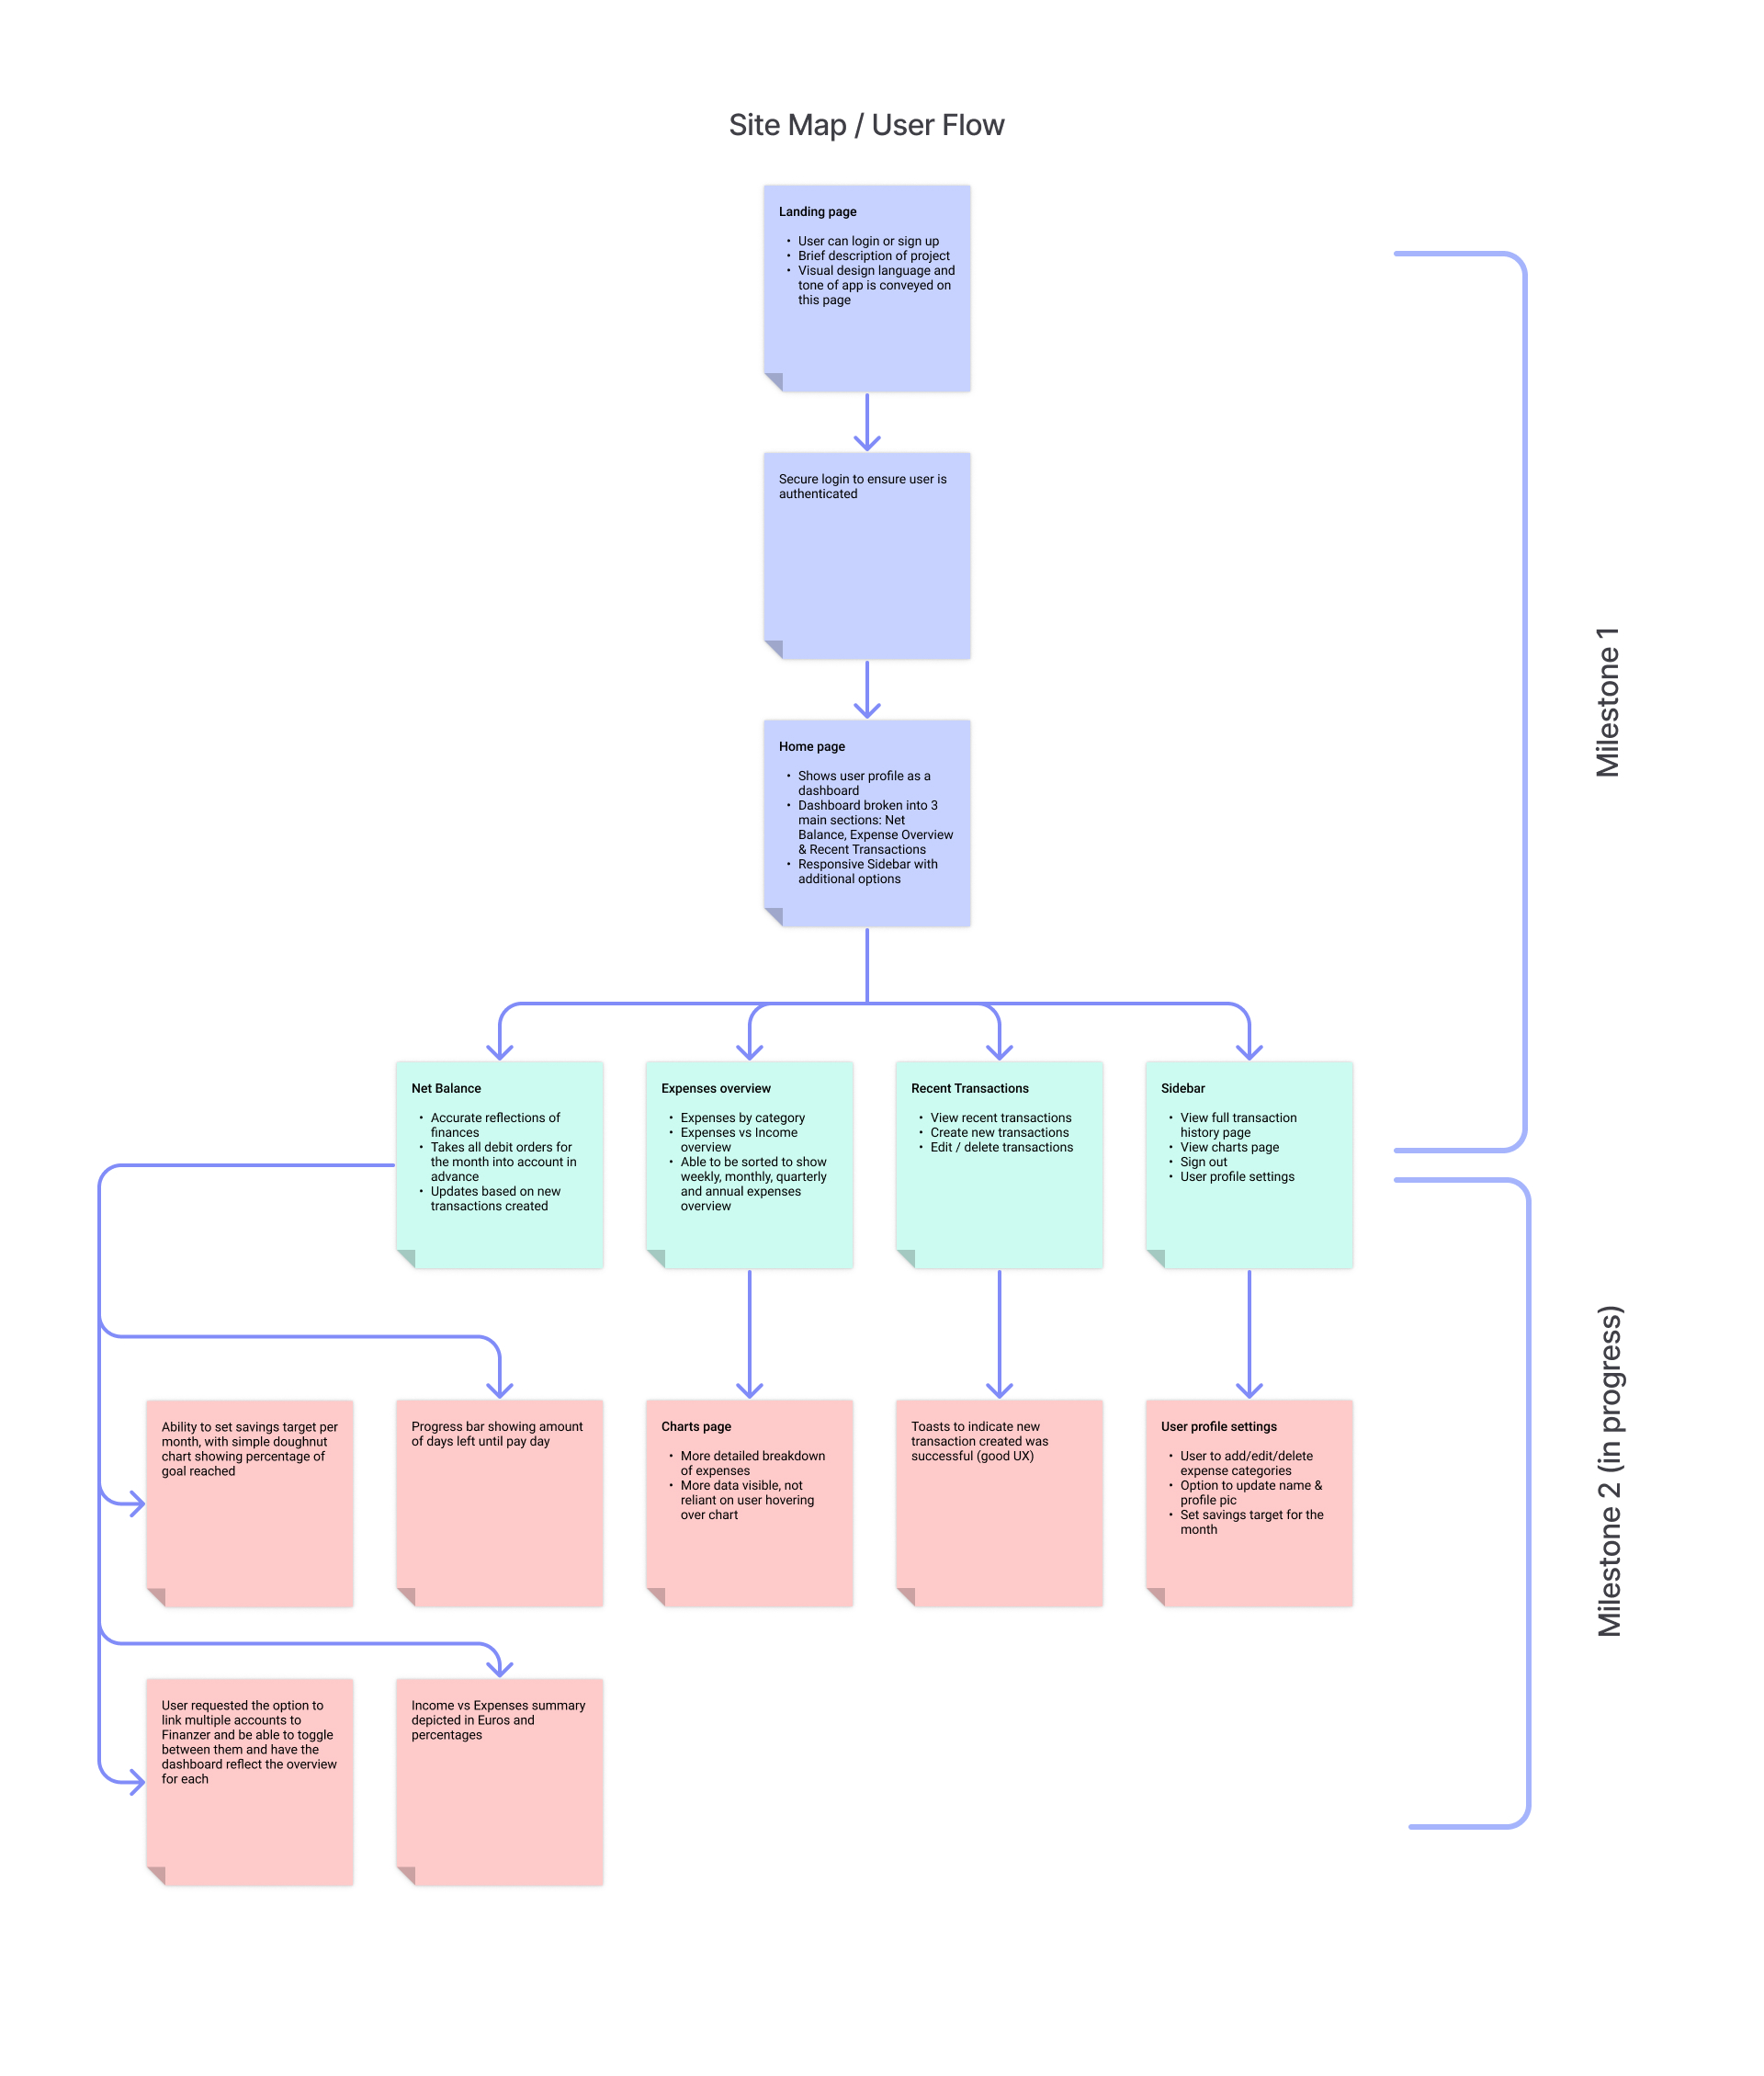 Site Map / User Flow
Landing page
• User can login or sign up
• Brief description of project
• Visual design language and
tone of app is conveyed on
this page
Secure login to ensure user is
authenticated
Home page
• Shows user profile as a
dashboard
• Dashboard broken into 3
main sections: Net
Balance, Expense Overview
& Recent Transactions
• Responsive Sidebar with
additional options
Milestone 1
Net Balance
• Accurate reflections of
finances
• Takes all debit orders for
the month into account in
advance
• Updates based on new
transactions created
Expenses overview
• Expenses by category
• Expenses vs Income
overview
• Able to be sorted to show
weekly, monthly, quarterly
and annual expenses
overview
Recent Transactions
• View recent transactions
• Create new transactions
• Edit / delete transactions
Sidebar
• View full transaction
history page
• View charts page
• Sign out
• User profile settings
Ability to set savings target per
month, with simple doughnut
chart showing percentage of
goal reached
Progress bar showing amount
of days left until pay day
Charts page
• More detailed breakdown
of expenses
• More data visible, not
reliant on user hovering
over chart
Toasts to indicate new
transaction created was
successful (good UX)
User profile settings
• User to add/edit/delete
expense categories
• Option to update name &
profile pic
• Set savings target for the
month
Milestone 2 (in progress)
User requested the option to
link multiple accounts to
Finanzer and be able to toggle
between them and have the
dashboard reflect the overview
for each
Income vs Expenses summary
depicted in Euros and
percentages